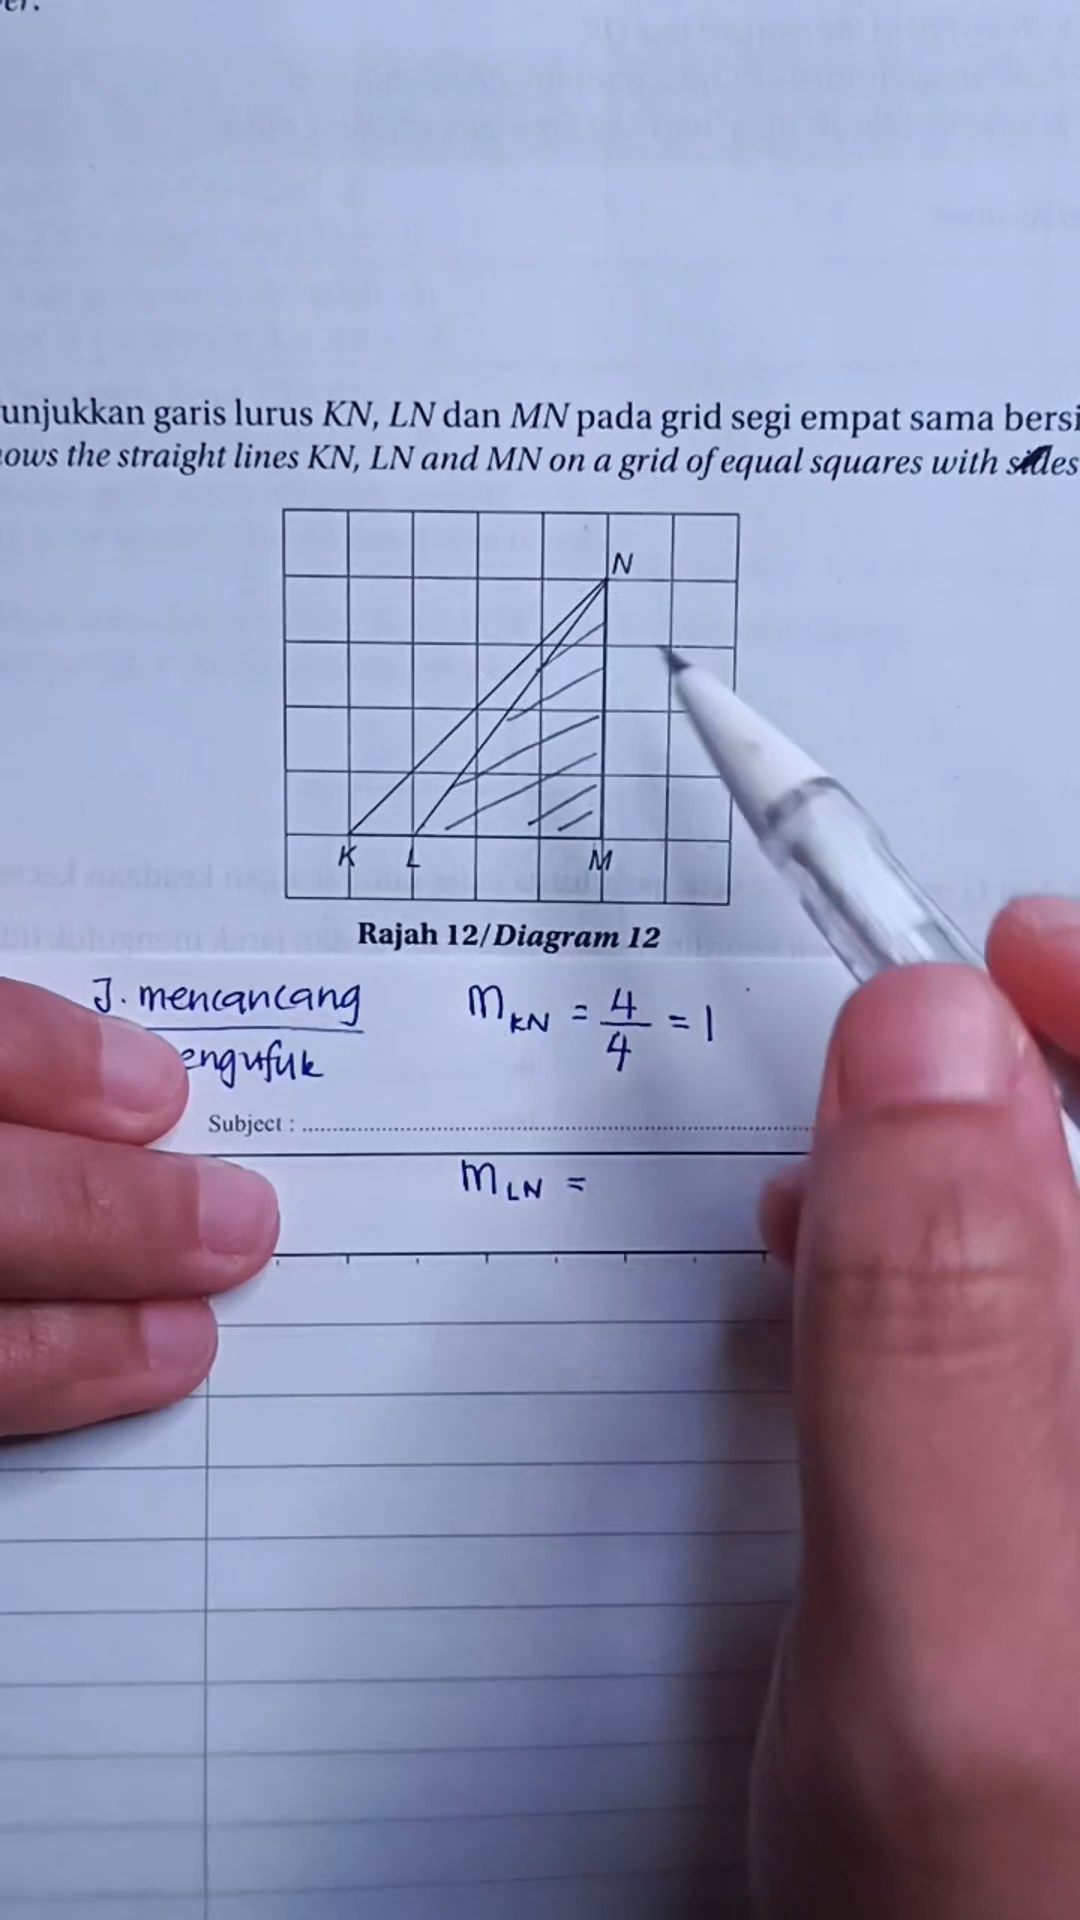 unjukkan garis lurus KN, LN dan MN pada grid segi empat sama bersi
ows the straight lines KN, LN and MN on a grid of equal squares with sides
N
K L M
Rajah 12/Diagram 12
J. mencancang
engufuk
mKN = 4/4 = 1
Subject :
mLN =